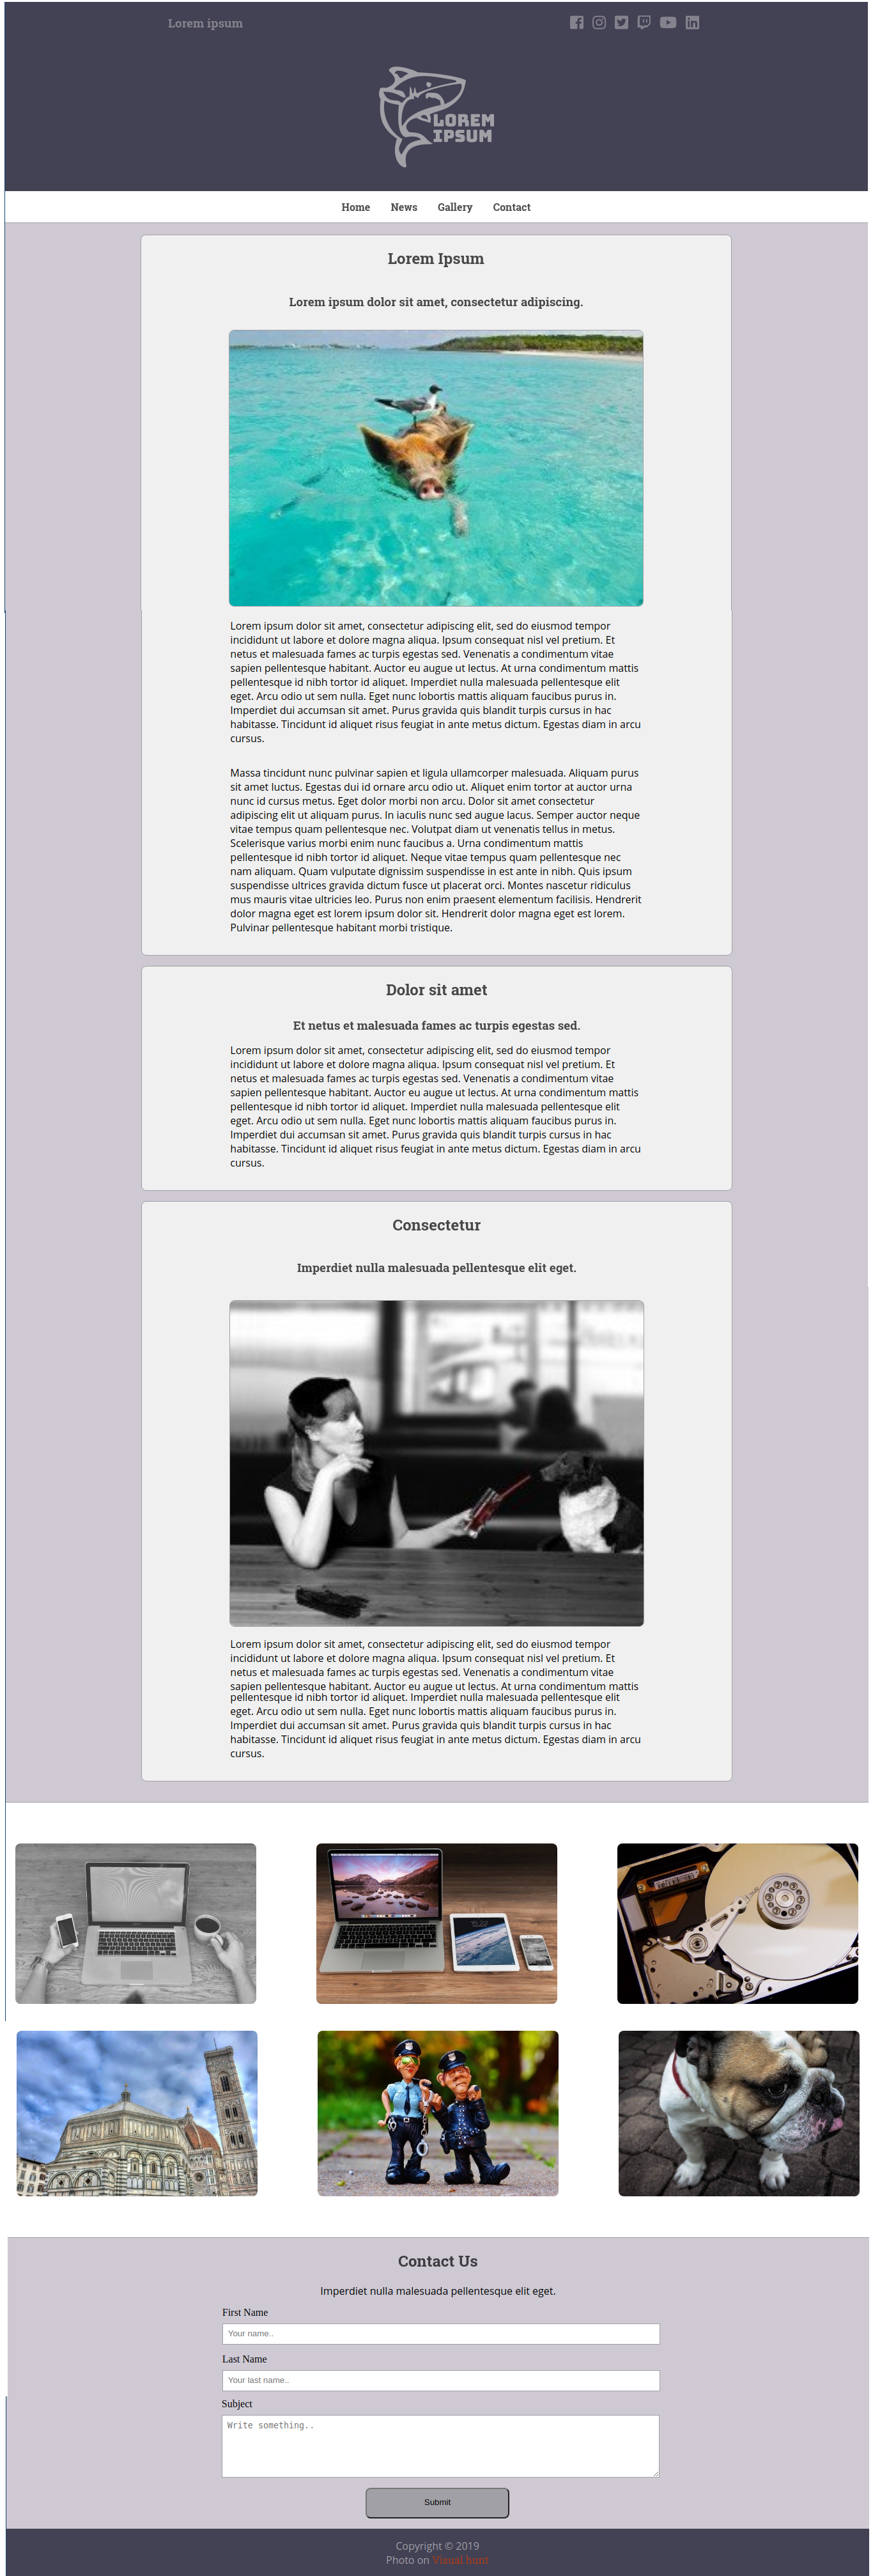 Lorem ipsum
LOREM
IPSUM
Home News Gallery Contact
Lorem Ipsum
Lorem ipsum dolor sit amet, consectetur adipiscing.
Lorem ipsum dolor sit amet, consectetur adipiscing elit, sed do eiusmod tempor
incididunt ut labore et dolore magna aliqua. Ipsum consequat nisl vel pretium. Et
netus et malesuada fames ac turpis egestas sed. Venenatis a condimentum vitae
sapien pellentesque habitant. Auctor eu augue ut lectus. At urna condimentum mattis
pellentesque id nibh tortor id aliquet. Imperdiet nulla malesuada pellentesque elit
eget. Arcu odio ut sem nulla. Eget nunc lobortis mattis aliquam faucibus purus in.
Imperdiet dui accumsan sit amet. Purus gravida quis blandit turpis cursus in hac
habitasse. Tincidunt id aliquet risus feugiat in ante metus dictum. Egestas diam in arcu
cursus.
Massa tincidunt nunc pulvinar sapien et ligula ullamcorper malesuada. Aliquam purus
sit amet luctus. Egestas dui id ornare arcu odio ut. Aliquet enim tortor at auctor urna
nunc id cursus metus. Eget dolor morbi non arcu. Dolor sit amet consectetur
adipiscing elit ut aliquam purus. In iaculis nunc sed augue lacus. Semper auctor neque
vitae tempus quam pellentesque nec. Volutpat diam ut venenatis tellus in metus.
Scelerisque varius morbi enim nunc faucibus a. Urna condimentum mattis
pellentesque id nibh tortor id aliquet. Neque vitae tempus quam pellentesque nec
nam aliquam. Quam vulputate dignissim suspendisse in est ante in nibh. Quis ipsum
suspendisse ultrices gravida dictum fusce ut placerat orci. Montes nascetur ridiculus
mus mauris vitae ultricies leo. Purus non enim praesent elementum facilisis. Hendrerit
dolor magna eget est lorem ipsum dolor sit. Hendrerit dolor magna eget est lorem.
Pulvinar pellentesque habitant morbi tristique.
Dolor sit amet
Et netus et malesuada fames ac turpis egestas sed.
Lorem ipsum dolor sit amet, consectetur adipiscing elit, sed do eiusmod tempor
incididunt ut labore et dolore magna aliqua. Ipsum consequat nisl vel pretium. Et
netus et malesuada fames ac turpis egestas sed. Venenatis a condimentum vitae
sapien pellentesque habitant. Auctor eu augue ut lectus. At urna condimentum mattis
pellentesque id nibh tortor id aliquet. Imperdiet nulla malesuada pellentesque elit
eget. Arcu odio ut sem nulla. Eget nunc lobortis mattis aliquam faucibus purus in.
Imperdiet dui accumsan sit amet. Purus gravida quis blandit turpis cursus in hac
habitasse. Tincidunt id aliquet risus feugiat in ante metus dictum. Egestas diam in arcu
cursus.
Consectetur
Imperdiet nulla malesuada pellentesque elit eget.
Lorem ipsum dolor sit amet, consectetur adipiscing elit, sed do eiusmod tempor
incididunt ut labore et dolore magna aliqua. Ipsum consequat nisl vel pretium. Et
netus et malesuada fames ac turpis egestas sed. Venenatis a condimentum vitae
sapien pellentesque habitant. Auctor eu augue ut lectus. At urna condimentum mattis
pellentesque id nibh tortor id aliquet. Imperdiet nulla malesuada pellentesque elit
eget. Arcu odio ut sem nulla. Eget nunc lobortis mattis aliquam faucibus purus in.
Imperdiet dui accumsan sit amet. Purus gravida quis blandit turpis cursus in hac
habitasse. Tincidunt id aliquet risus feugiat in ante metus dictum. Egestas diam in arcu
cursus.
Contact Us
Imperdiet nulla malesuada pellentesque elit eget.
First Name
Your name..
Last Name
Your last name..
Subject
Write something..
Submit
Copyright © 2019
Photo on Visual hunt